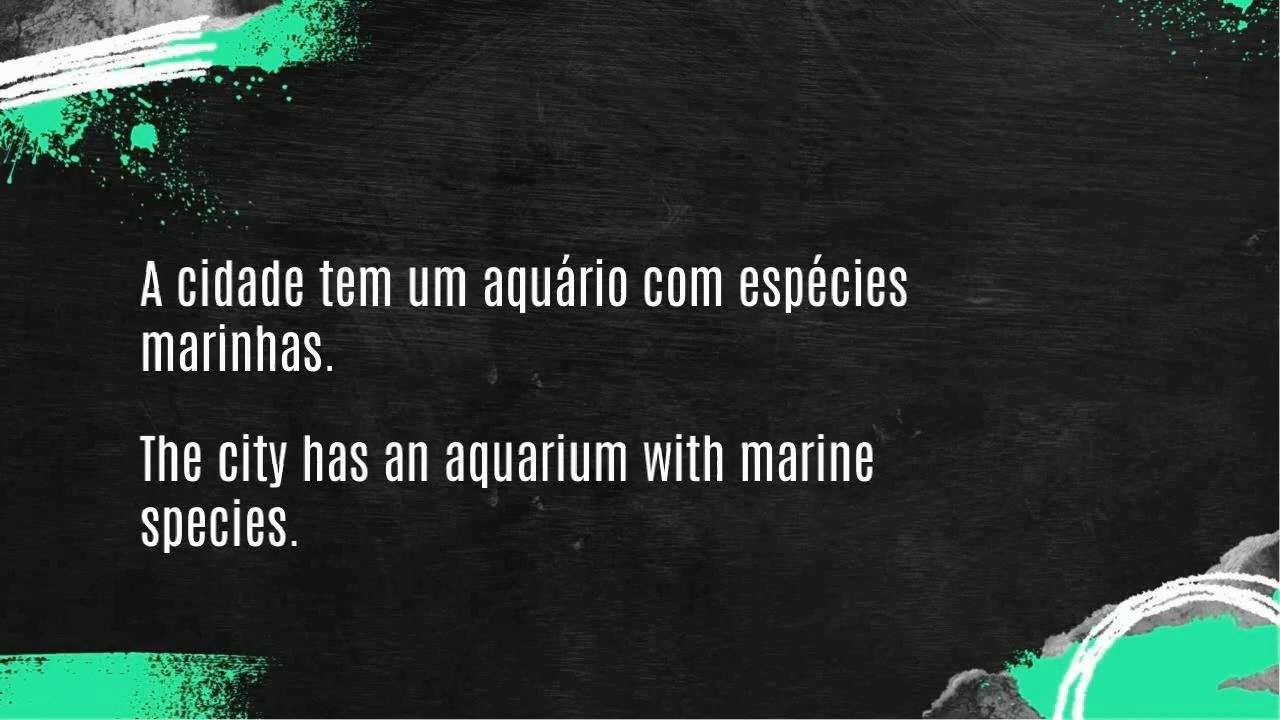 A cidade tem um aquário com espécies
marinhas.
The city has an aquarium with marine
species.